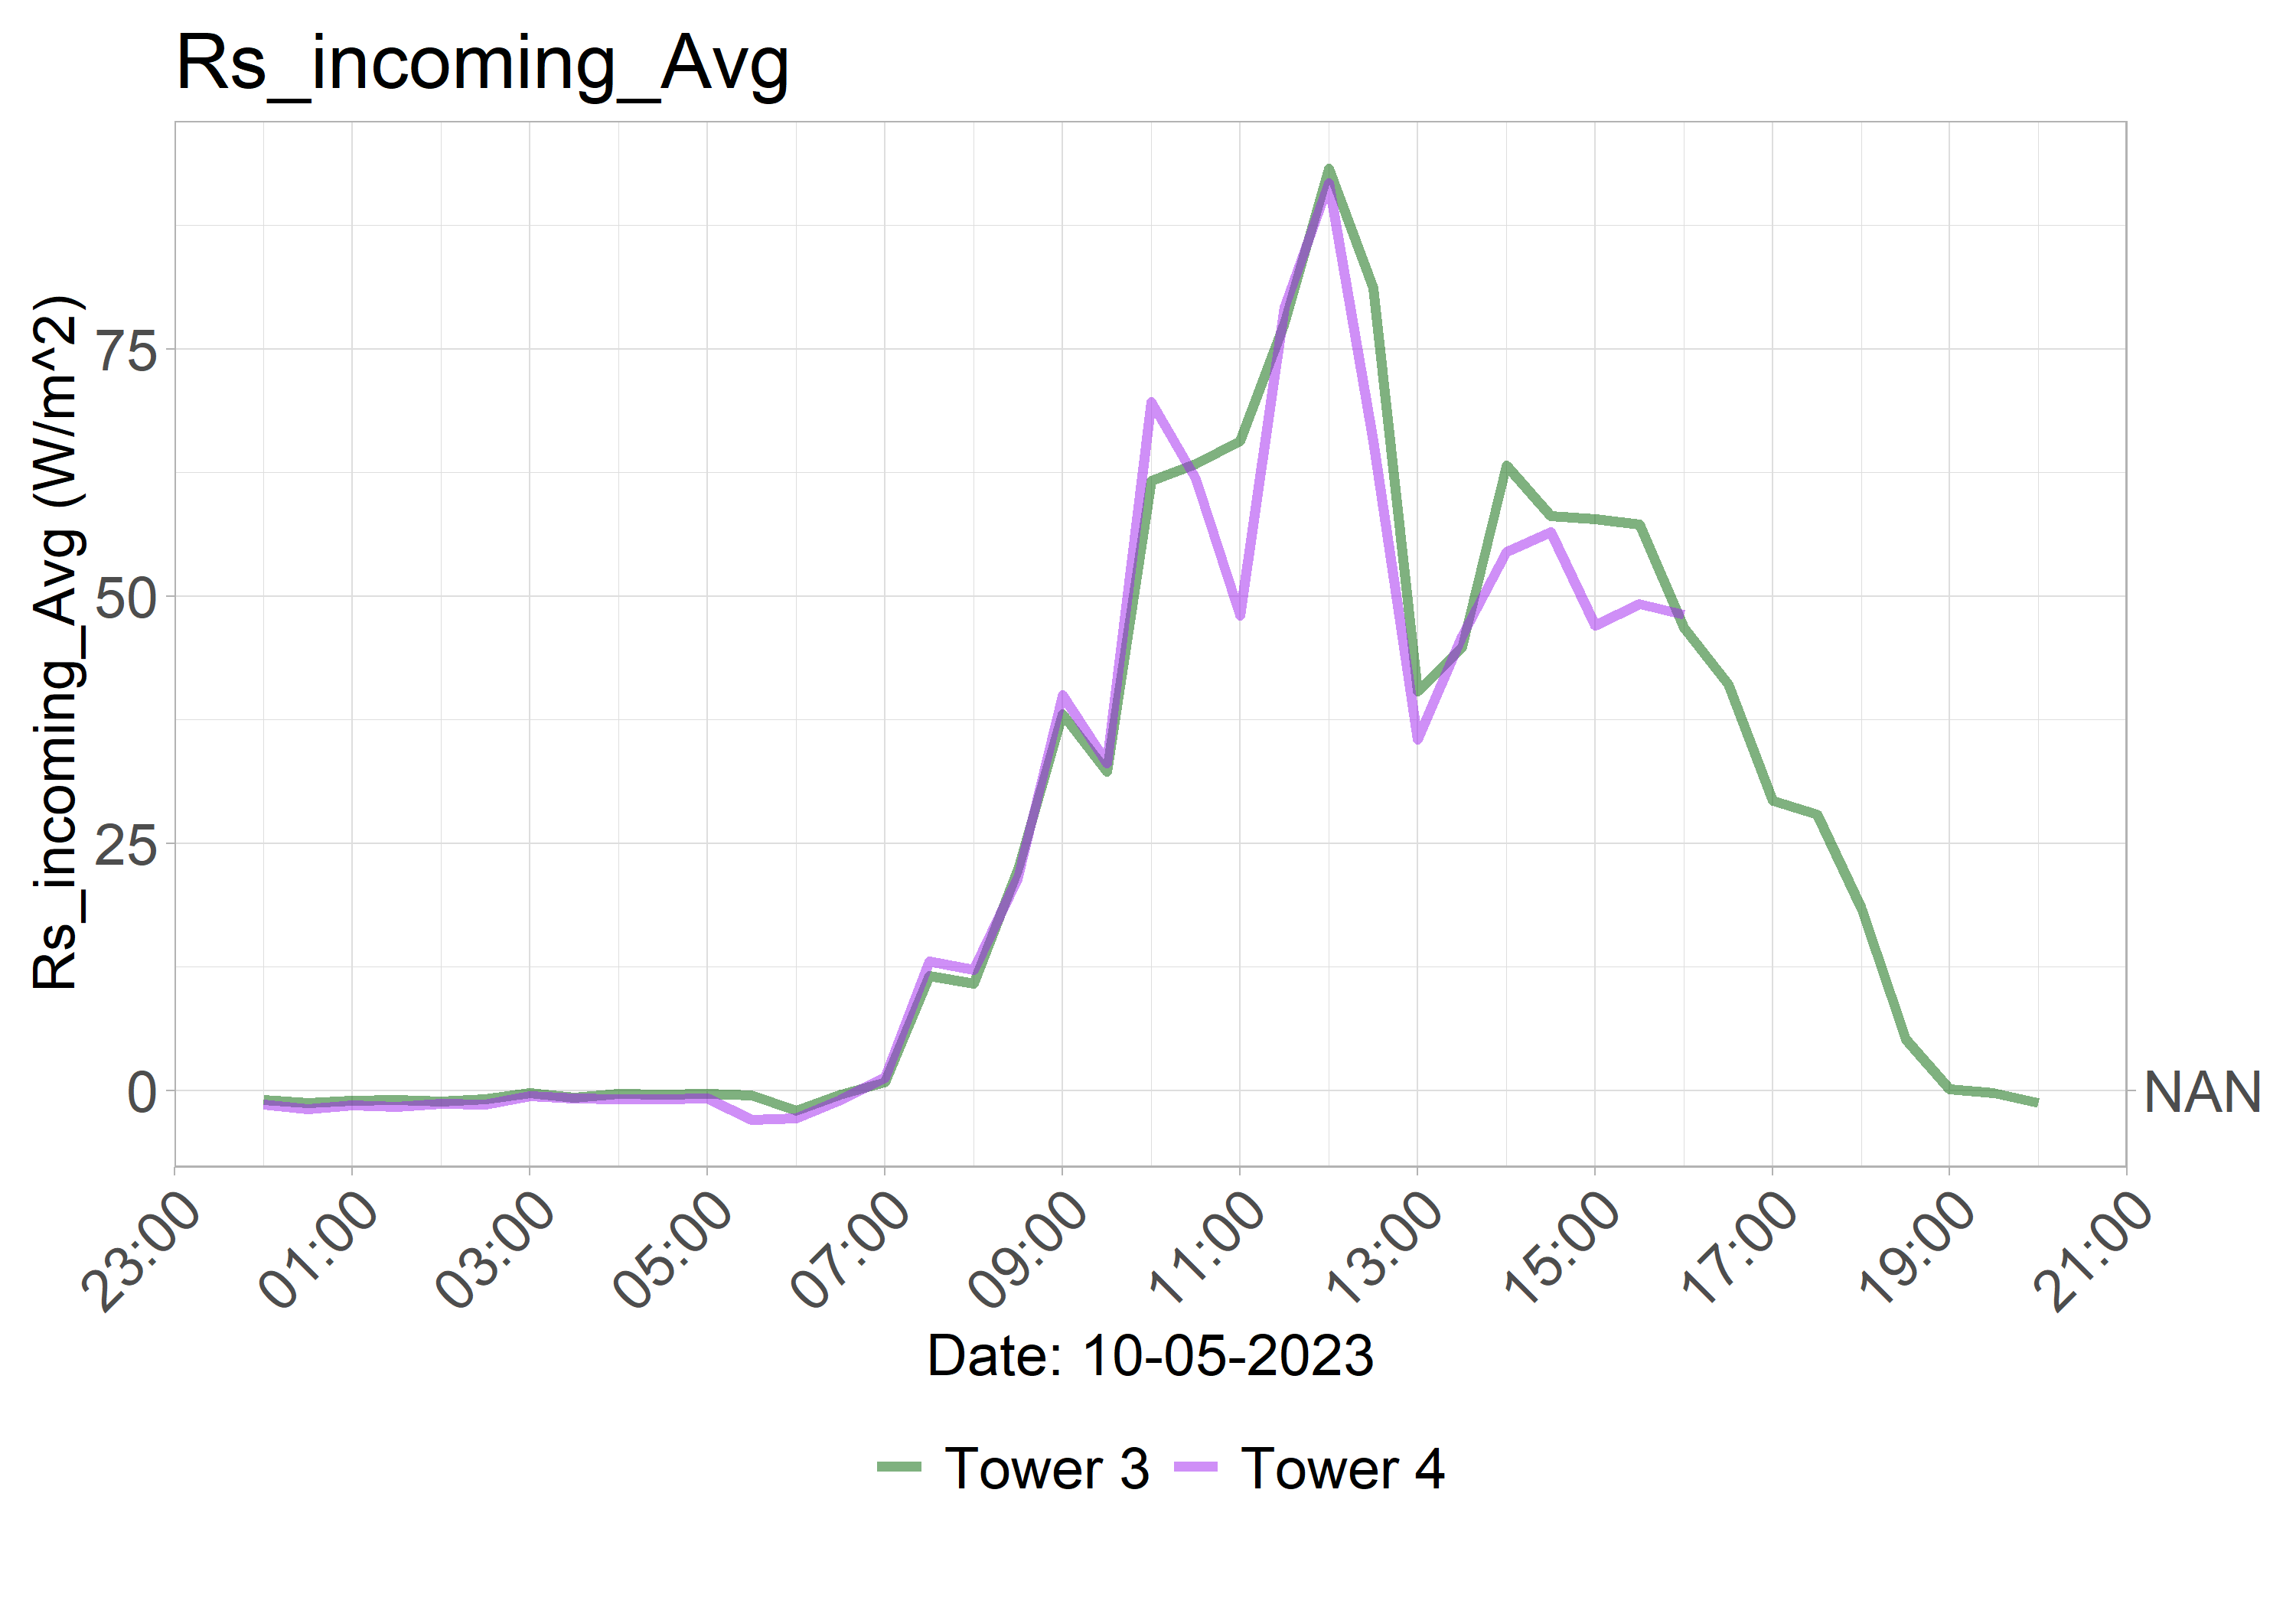 Rs_incoming_Avg
Rs_incoming_Avg (W/m^2)
75
50
25
0
NAN
23:00 01:00 03:00 05:00 07:00 09:00 11:00 13:00 15:00 17:00 19:00 21:00
Date: 10-05-2023
Tower 3 Tower 4